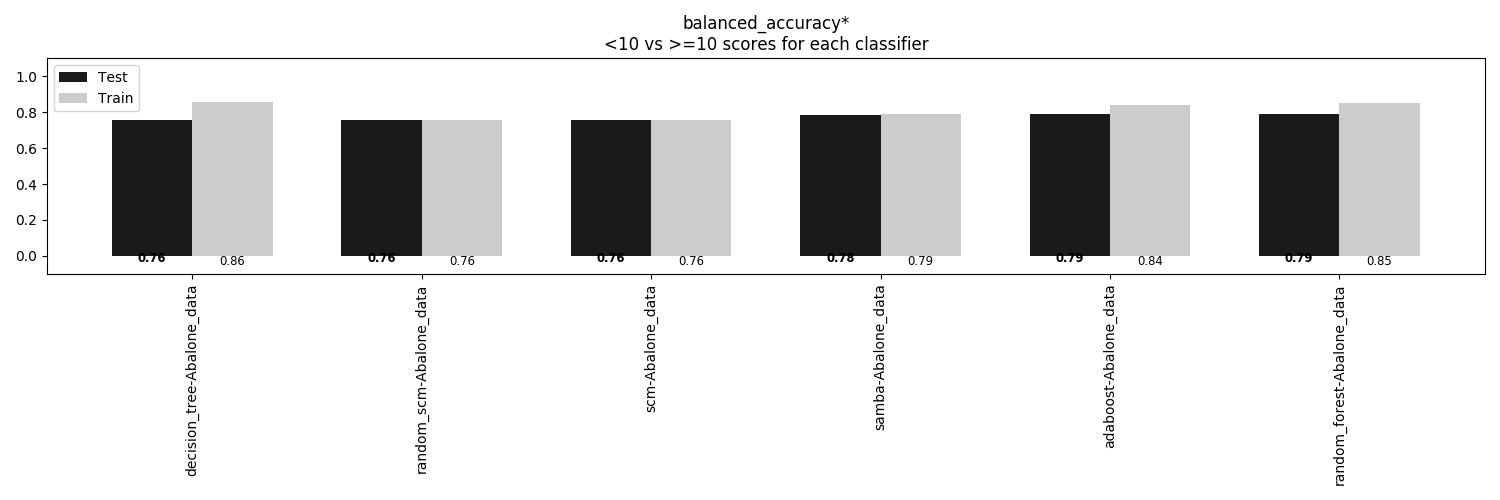 balanced_accuracy*
<10 vs >=10 scores for each classifier
Test
Train
1.0
0.8
0.6
0.4
0.2
0.0
0.76
0.86
0.76
0.76
0.76
0.76
0.78
0.79
0.79
0.84
0.79
0.85
decision_tree-Abalone_data
random_scm-Abalone_data
scm-Abalone_data
samba-Abalone_data
adaboost-Abalone_data
random_forest-Abalone_data